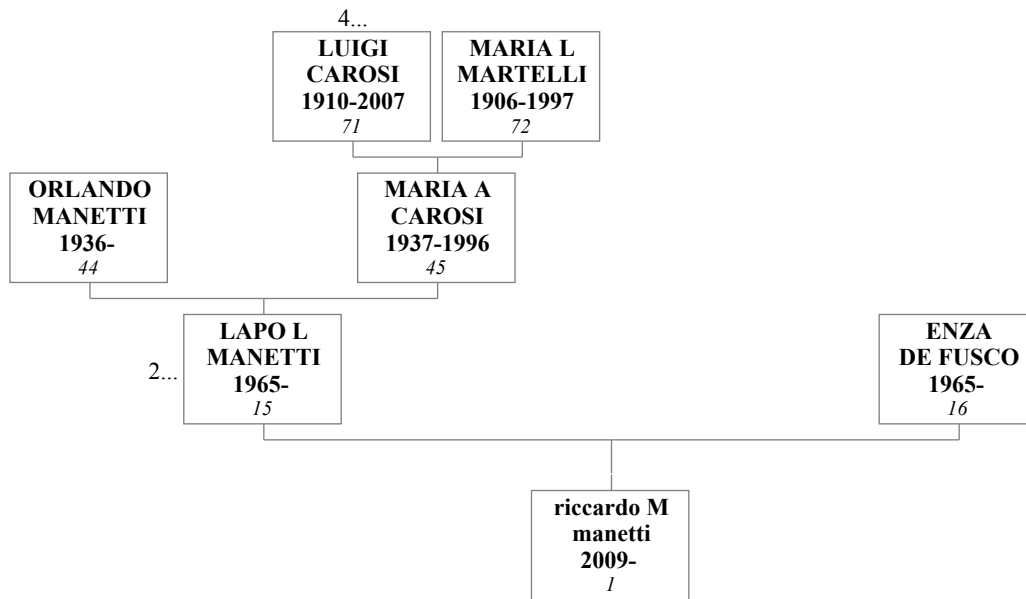 4...
LUIGI
CAROSI
1910-2007
71
MARIA L
MARTELLI
1906-1997
72
ORLANDO
MANETTI
1936-
44
MARIA A
CAROSI
1937-1996
45
2...
LAPO L
MANETTI
1965-
15
ENZA
DE FUSCO
1965-
16
riccardo M
manetti
2009-
1